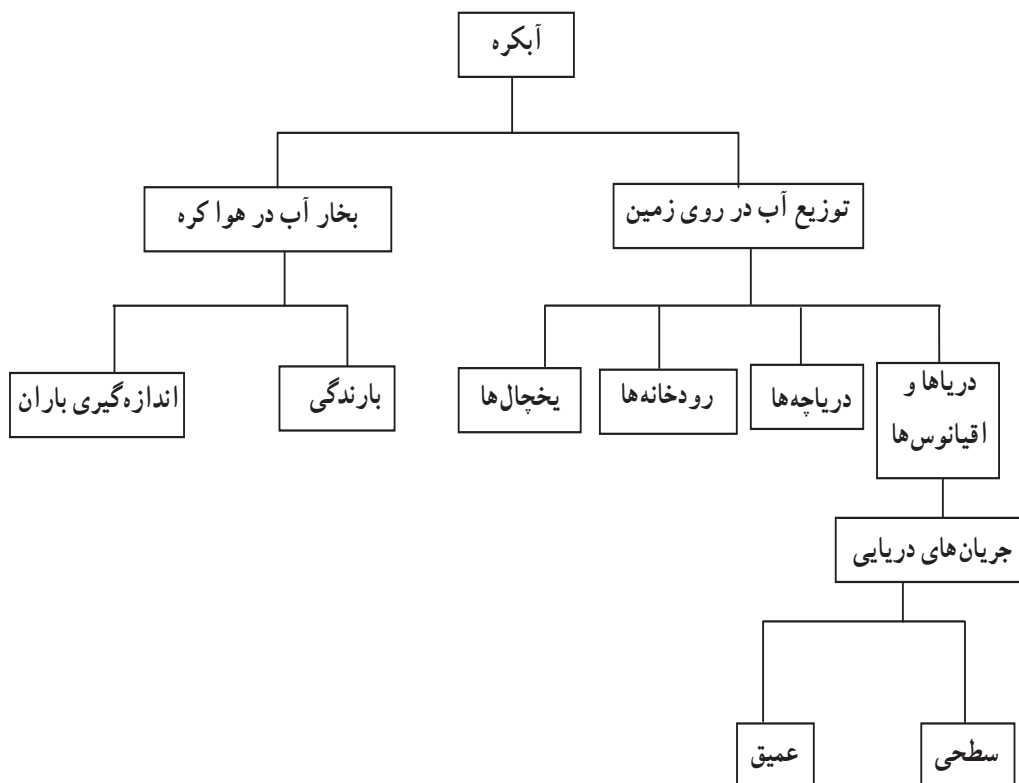 آبکره
توزیع آب در روی زمین
بخار آب در هوا کره
دریاها و
اقیانوس‌ها
دریاچه‌ها
رودخانه‌ها
یخچال‌ها
بارندگی
اندازه‌گیری باران
جریان‌های دریایی
سطحی
عمیق